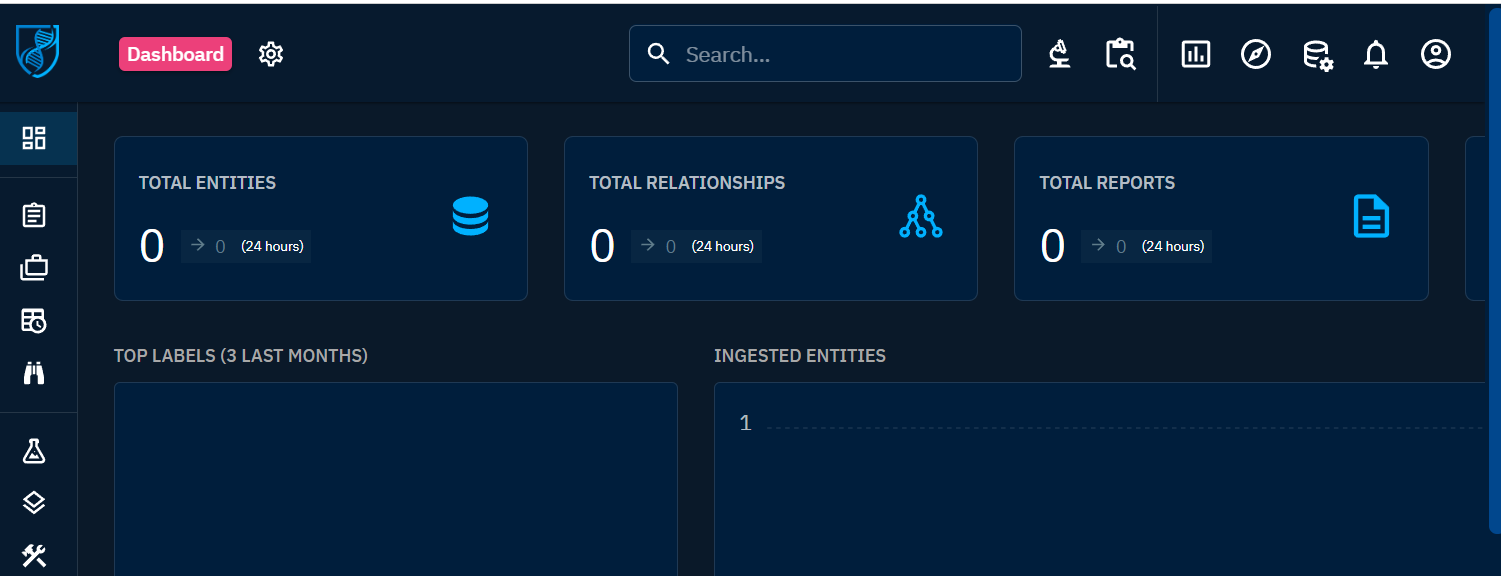 Dashboard
Search...
TOTAL ENTITIES
0 → 0 (24 hours)
TOTAL RELATIONSHIPS
0 → 0 (24 hours)
TOTAL REPORTS
0 → 0 (24 hours)
TOP LABELS (3 LAST MONTHS)
INGESTED ENTITIES
1